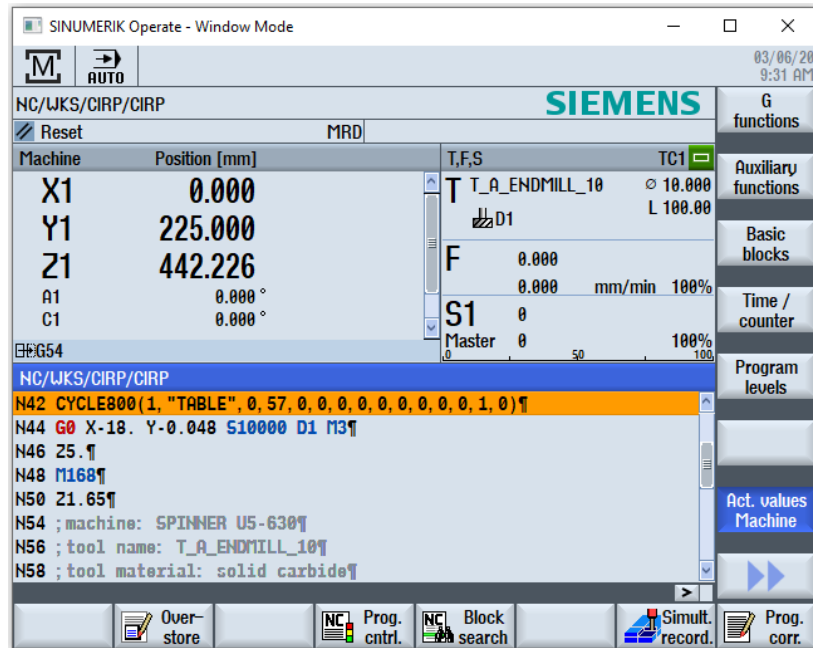 SINUMERIK Operate - Window Mode
M
AUTO
03/06/20
9:31 AM
NC/WKS/CIRP/CIRP
SIEMENS
Reset
MRD
Machine Position [mm]
X1 0.000
Y1 225.000
Z1 442.226
A1 0.000 °
C1 0.000 °
G54
T,F,S TC1
T T_A_ENDMILL_10 ⌀ 10.000
D1 L 100.00
F 0.000
0.000 mm/min 100%
S1 0
Master 0 100%
0 50 100
NC/WKS/CIRP/CIRP
N42 CYCLE800(1,"TABLE",0,57,0,0,0,0,0,0,0,0,0,1,0)¶
N44 G0 X-18. Y-0.048 S10000 D1 M3¶
N46 Z5.¶
N48 M168¶
N50 Z1.65¶
N54 ;machine: SPINNER U5-630¶
N56 ;tool name: T_A_ENDMILL_10¶
N58 ;tool material: solid carbide¶
G
functions
Auxiliary
functions
Basic
blocks
Time /
counter
Program
levels
Act. values
Machine
Over-
store
NC Prog.
cntrl.
NC Block
search
Simult.
record.
Prog.
corr.